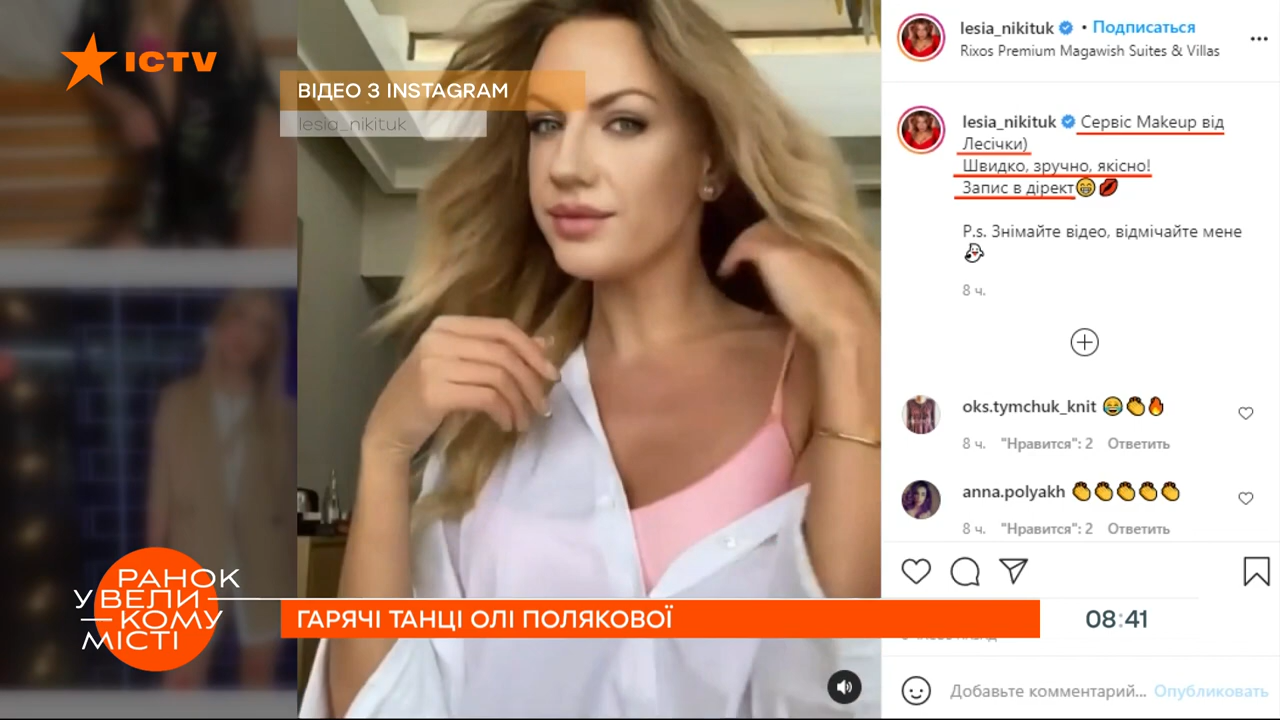 ICTV
ВІДЕО З INSTAGRAM
lesia_nikituk
lesia_nikituk • Подписаться
Rixos Premium Magawish Suites & Villas
lesia_nikituk Сервіс Makeup від
Лесічки)
Швидко, зручно, якісно!
Запис в дірект😁💋
P.s. Знімайте відео, відмічайте мене
👻
8 ч.
oks.tymchuk_knit 😂👏🔥
8 ч. "Нравится": 2 Ответить
anna.polyakh 👏👏👏👏👏
8 ч. "Нравится": 2 Ответить
РАНОК
У ВЕЛИ-
КОМУ
МІСТІ
ГАРЯЧІ ТАНЦІ ОЛІ ПОЛЯКОВОЇ
08:41
Добавьте комментарий... Опубликовать